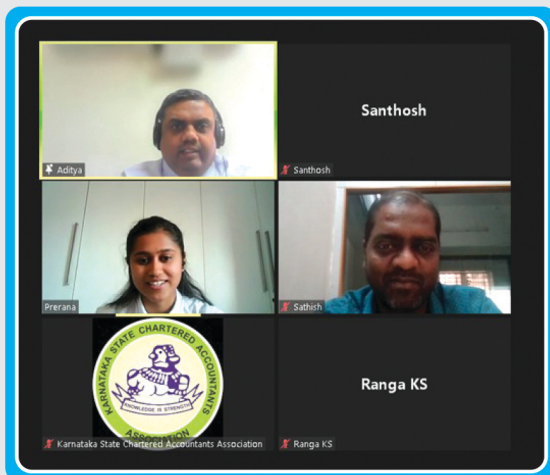 Aditya
Santhosh
Santhosh
Prerana
Sathish
KARNATAKA STATE CHARTERED ACCOUNTANTS
ASSOCIATION
KNOWLEDGE IS STRENGTH
Karnataka State Chartered Accountants Association
Ranga KS
Ranga KS